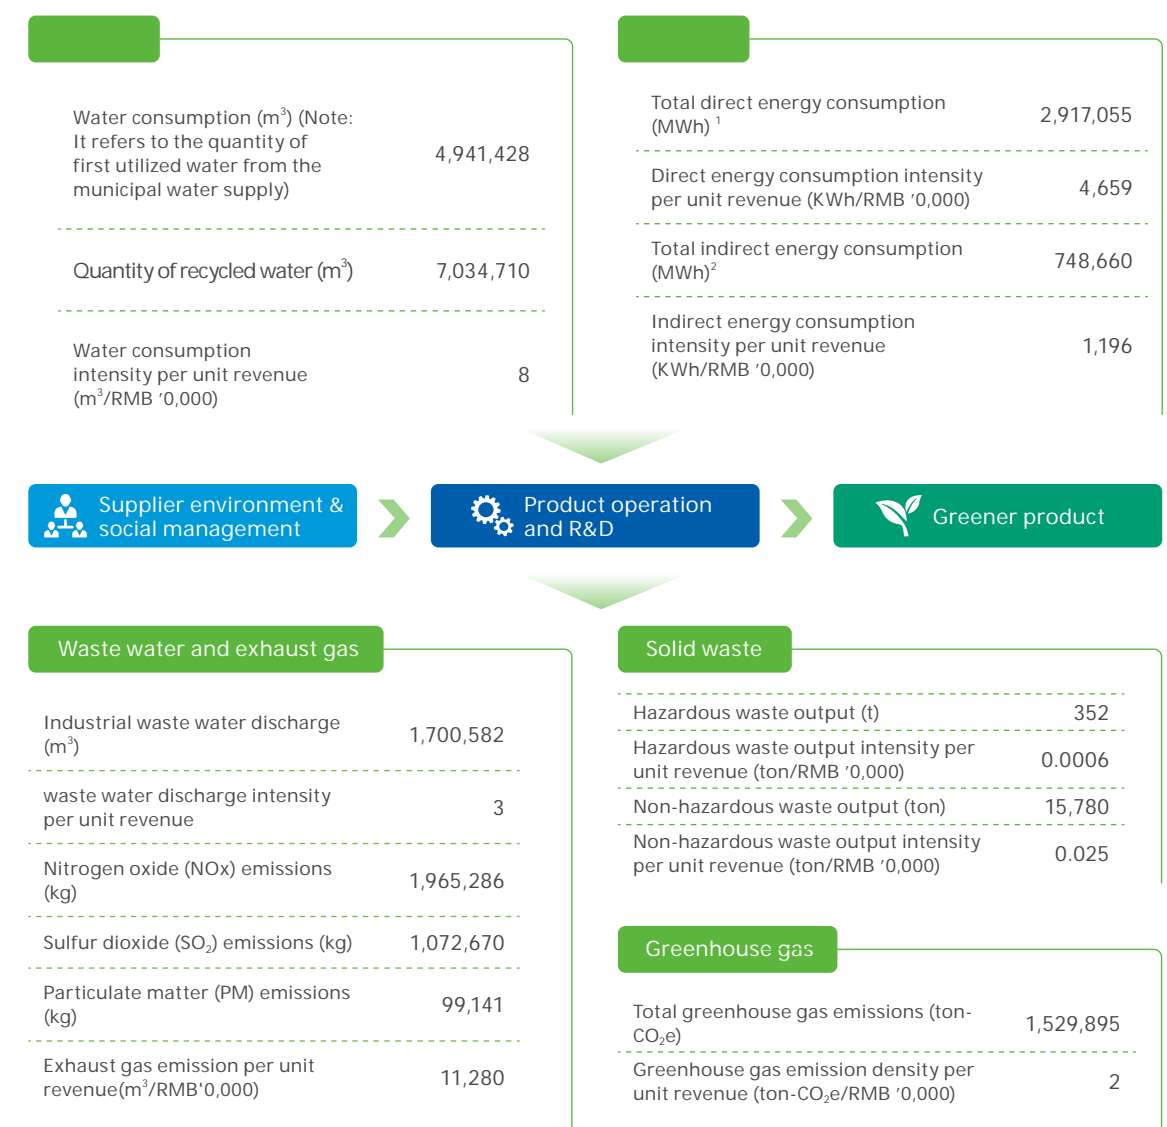 Water consumption (m³) (Note:
It refers to the quantity of
first utilized water from the
municipal water supply)
4,941,428
Quantity of recycled water (m³)
7,034,710
Water consumption
intensity per unit revenue
(m³/RMB ’0,000)
8
Total direct energy consumption
(MWh) ¹
2,917,055
Direct energy consumption intensity
per unit revenue (KWh/RMB ’0,000)
4,659
Total indirect energy consumption
(MWh)²
748,660
Indirect energy consumption
intensity per unit revenue
(KWh/RMB ’0,000)
1,196
Supplier environment &
social management
Product operation
and R&D
Greener product
Waste water and exhaust gas
Industrial waste water discharge
(m³)
1,700,582
waste water discharge intensity
per unit revenue
3
Nitrogen oxide (NOx) emissions
(kg)
1,965,286
Sulfur dioxide (SO₂) emissions (kg)
1,072,670
Particulate matter (PM) emissions
(kg)
99,141
Exhaust gas emission per unit
revenue(m³/RMB'0,000)
11,280
Solid waste
Hazardous waste output (t)
352
Hazardous waste output intensity per
unit revenue (ton/RMB ’0,000)
0.0006
Non-hazardous waste output (ton)
15,780
Non-hazardous waste output intensity
per unit revenue (ton/RMB ’0,000)
0.025
Greenhouse gas
Total greenhouse gas emissions (ton-
CO₂e)
1,529,895
Greenhouse gas emission density per
unit revenue (ton-CO₂e/RMB ’0,000)
2